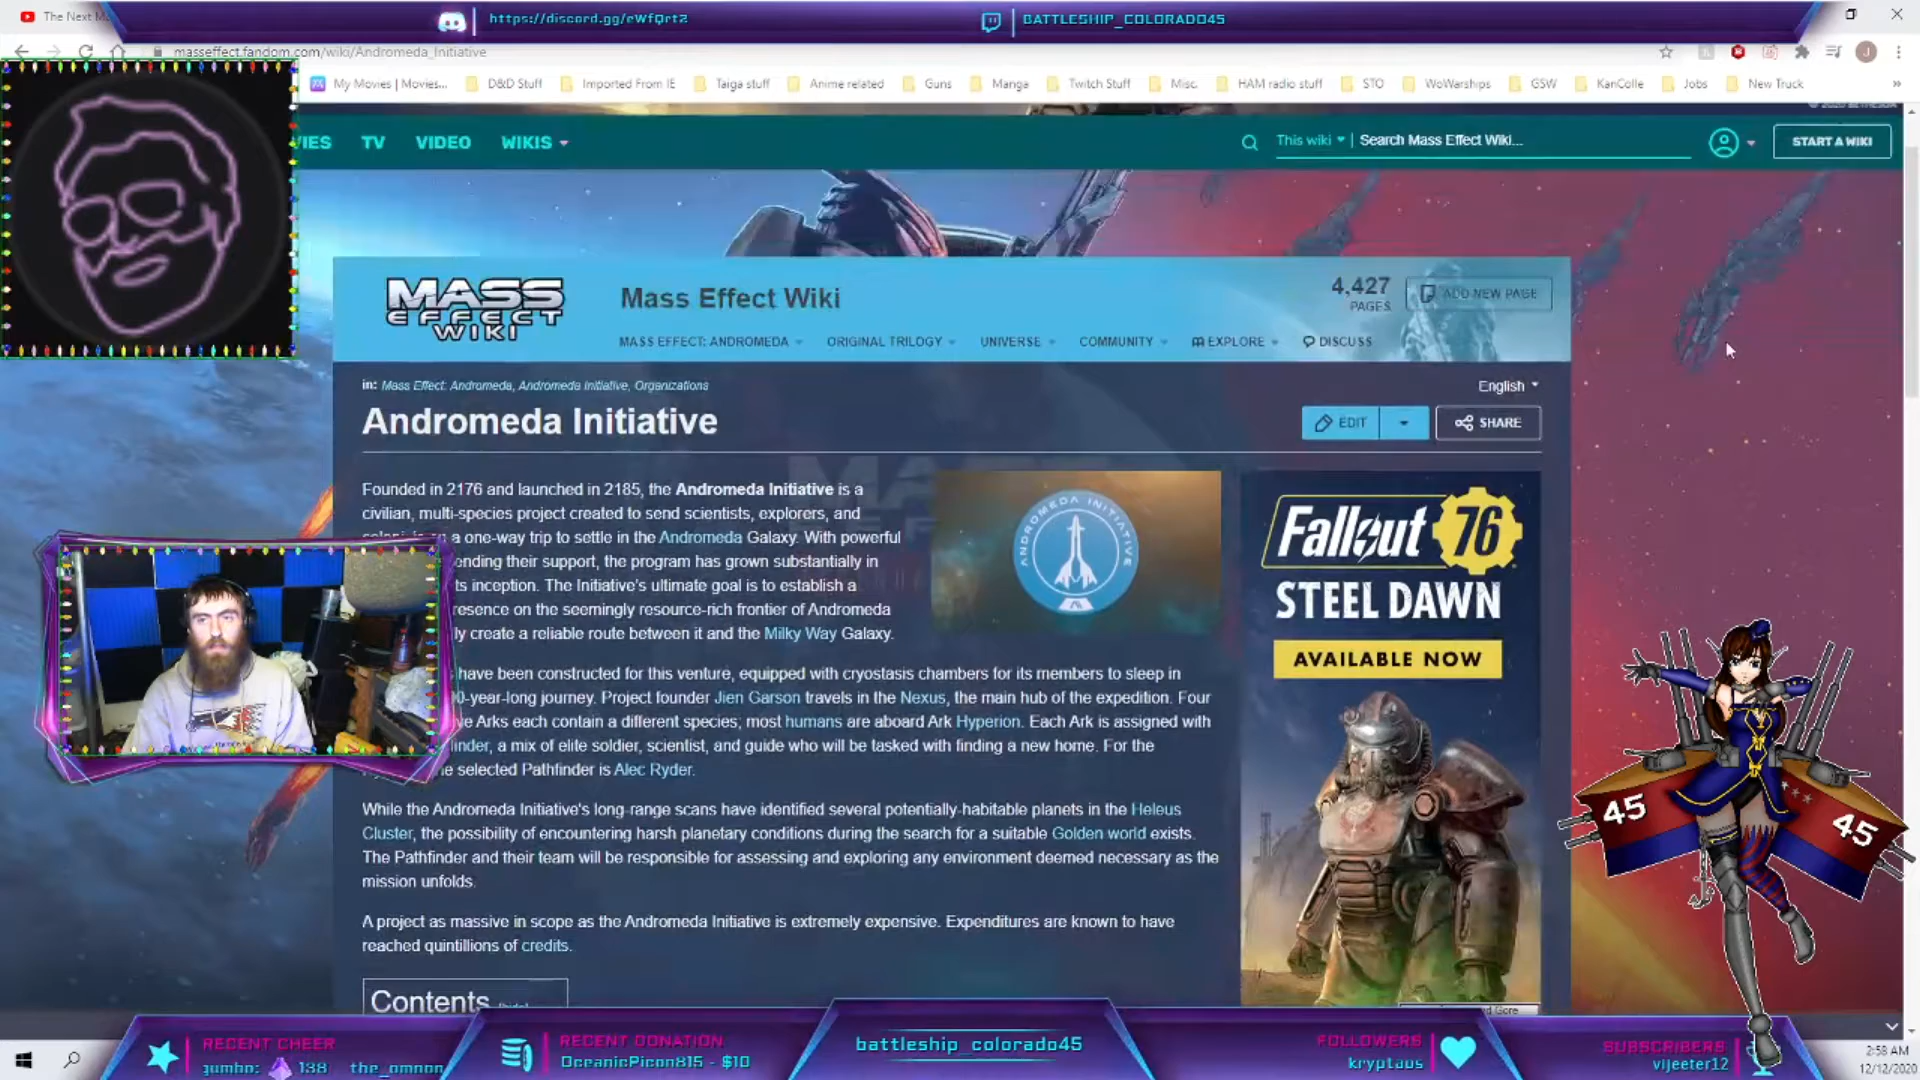 The Next M
https://discord.gg/eWfQrt2
BATTLESHIP_COLORADO45
masseffect.fandom.com/wiki/Andromeda_Initiative
J
My Movies | Movies...
D&D Stuff
Imported From IE
Taiga stuff
Anime related
Guns
Manga
Twitch Stuff
Misc.
HAM radio stuff
STO
WoWarships
GSW
KanColle
Jobs
New Truck
VIES
TV
VIDEO
WIKIS
This wiki
Search Mass Effect Wiki...
START A WIKI
MASS
EFFECT
WIKI
Mass Effect Wiki
4,427
PAGES
ADD NEW PAGE
MASS EFFECT: ANDROMEDA
ORIGINAL TRILOGY
UNIVERSE
COMMUNITY
EXPLORE
DISCUSS
in: Mass Effect: Andromeda, Andromeda Initiative, Organizations
English
Andromeda Initiative
EDIT
SHARE
Founded in 2176 and launched in 2185, the Andromeda Initiative is a
civilian, multi-species project created to send scientists, explorers, and
a one-way trip to settle in the Andromeda Galaxy. With powerful
ending their support, the program has grown substantially in
ts inception. The Initiative's ultimate goal is to establish a
resence on the seemingly resource-rich frontier of Andromeda
ly create a reliable route between it and the Milky Way Galaxy.
ANDROMEDA INITIATIVE
have been constructed for this venture, equipped with cryostasis chambers for its members to sleep in
0-year-long journey. Project founder Jien Garson travels in the Nexus, the main hub of the expedition. Four
ve Arks each contain a different species; most humans are aboard Ark Hyperion. Each Ark is assigned with
inder, a mix of elite soldier, scientist, and guide who will be tasked with finding a new home. For the
e selected Pathfinder is Alec Ryder.
While the Andromeda Initiative's long-range scans have identified several potentially-habitable planets in the Heleus
Cluster, the possibility of encountering harsh planetary conditions during the search for a suitable Golden world exists.
The Pathfinder and their team will be responsible for assessing and exploring any environment deemed necessary as the
mission unfolds.
A project as massive in scope as the Andromeda Initiative is extremely expensive. Expenditures are known to have
reached quintillions of credits.
Contents
Fallout 76
STEEL DAWN
AVAILABLE NOW
45
45
RECENT CHEER
gumbo: 138 the_omnom
RECENT DONATION
OceanicPicon815 - $10
battleship_colorado45
FOLLOWERS
kryptaus
SUBSCRIBERS
vijeeter12
2:58 AM
12/12/2020